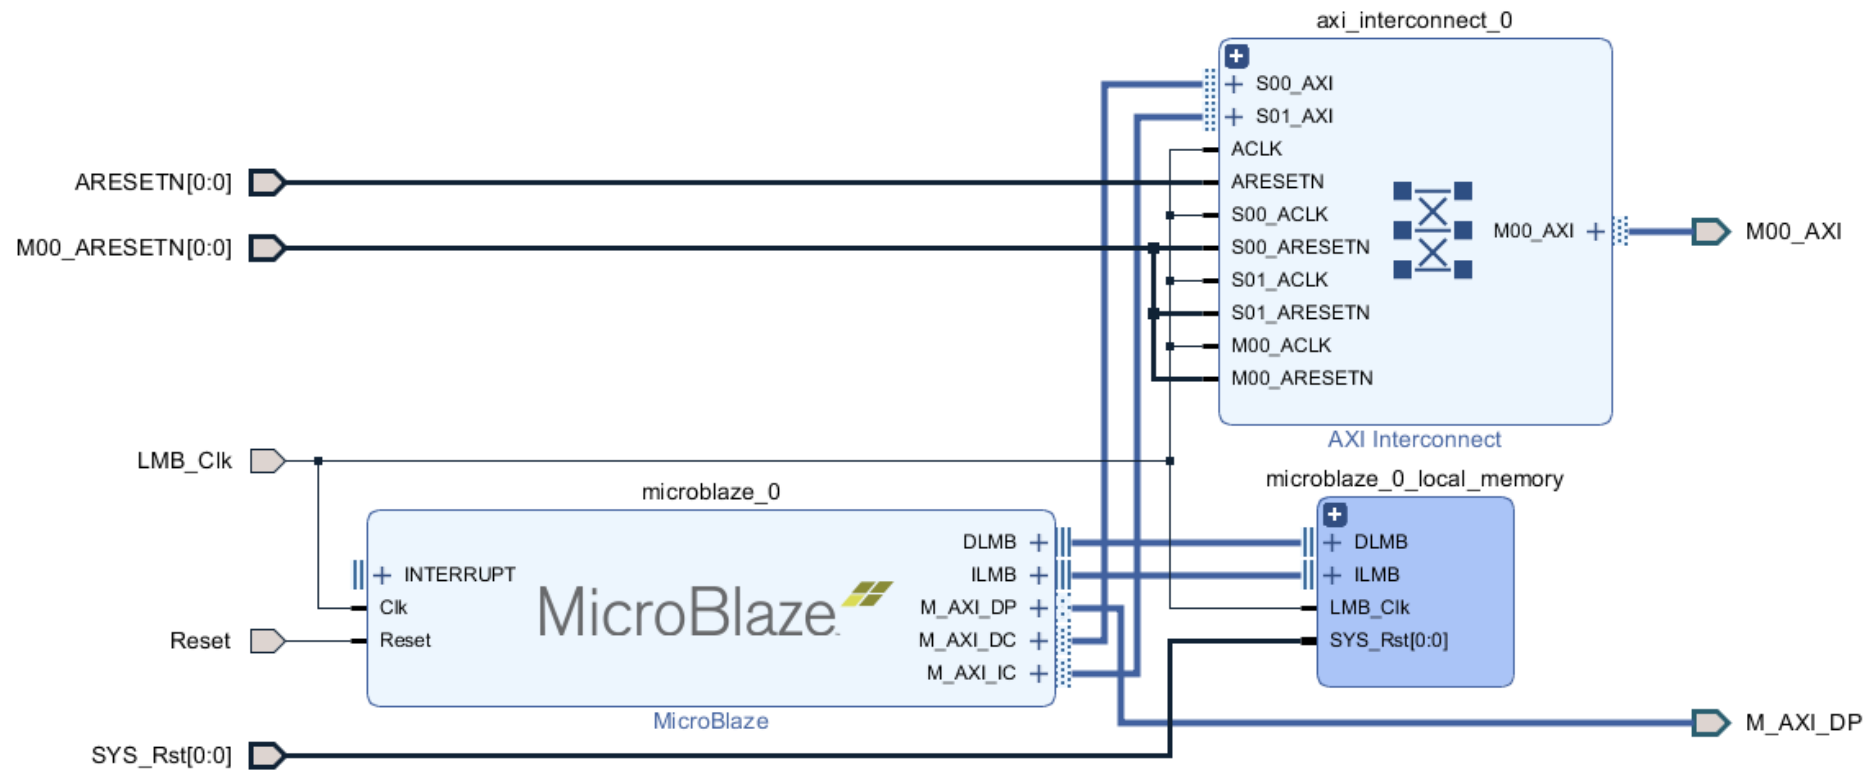 axi_interconnect_0
S00_AXI
S01_AXI
ACLK
ARESETN[0:0]
ARESETN
S00_ACLK
M00_AXI
M00_AXI
M00_ARESETN[0:0]
S00_ARESETN
S01_ACLK
S01_ARESETN
M00_ACLK
M00_ARESETN
AXI Interconnect
LMB_Clk
microblaze_0_local_memory
microblaze_0
DLMB
DLMB
INTERRUPT
ILMB
ILMB
Clk
MicroBlaze
M_AXI_DP
LMB_Clk
Reset
Reset
M_AXI_DC
SYS_Rst[0:0]
M_AXI_IC
MicroBlaze
M_AXI_DP
SYS_Rst[0:0]